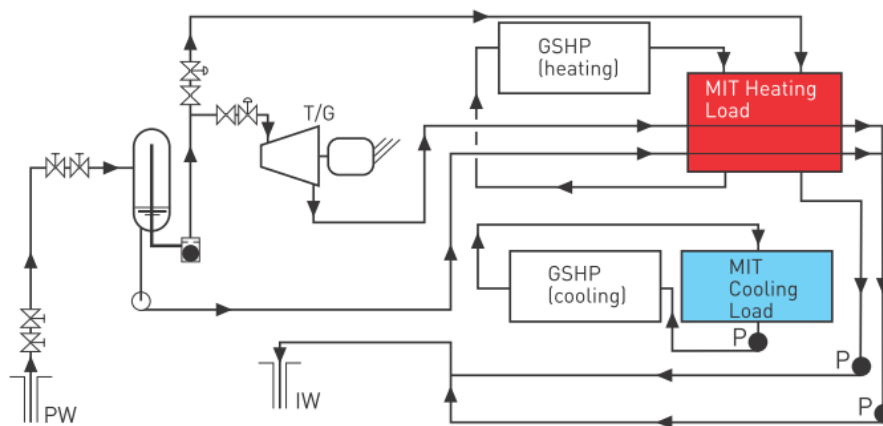 GSHP
(heating)
MIT Heating
Load
T/G
GSHP
(cooling)
MIT
Cooling
Load
P
P
P
PW
IW